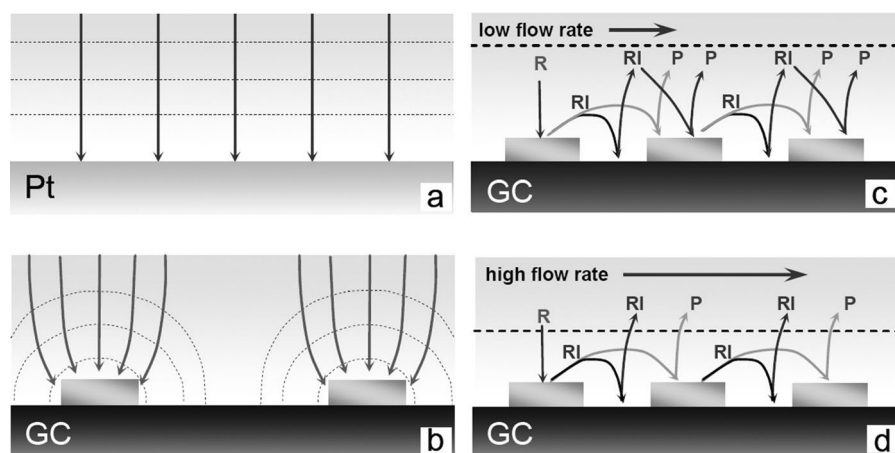 Pt
a
GC
b
low flow rate
R RI P P RI P P
RI RI
GC
c
high flow rate
R RI P RI P
RI RI
GC
d